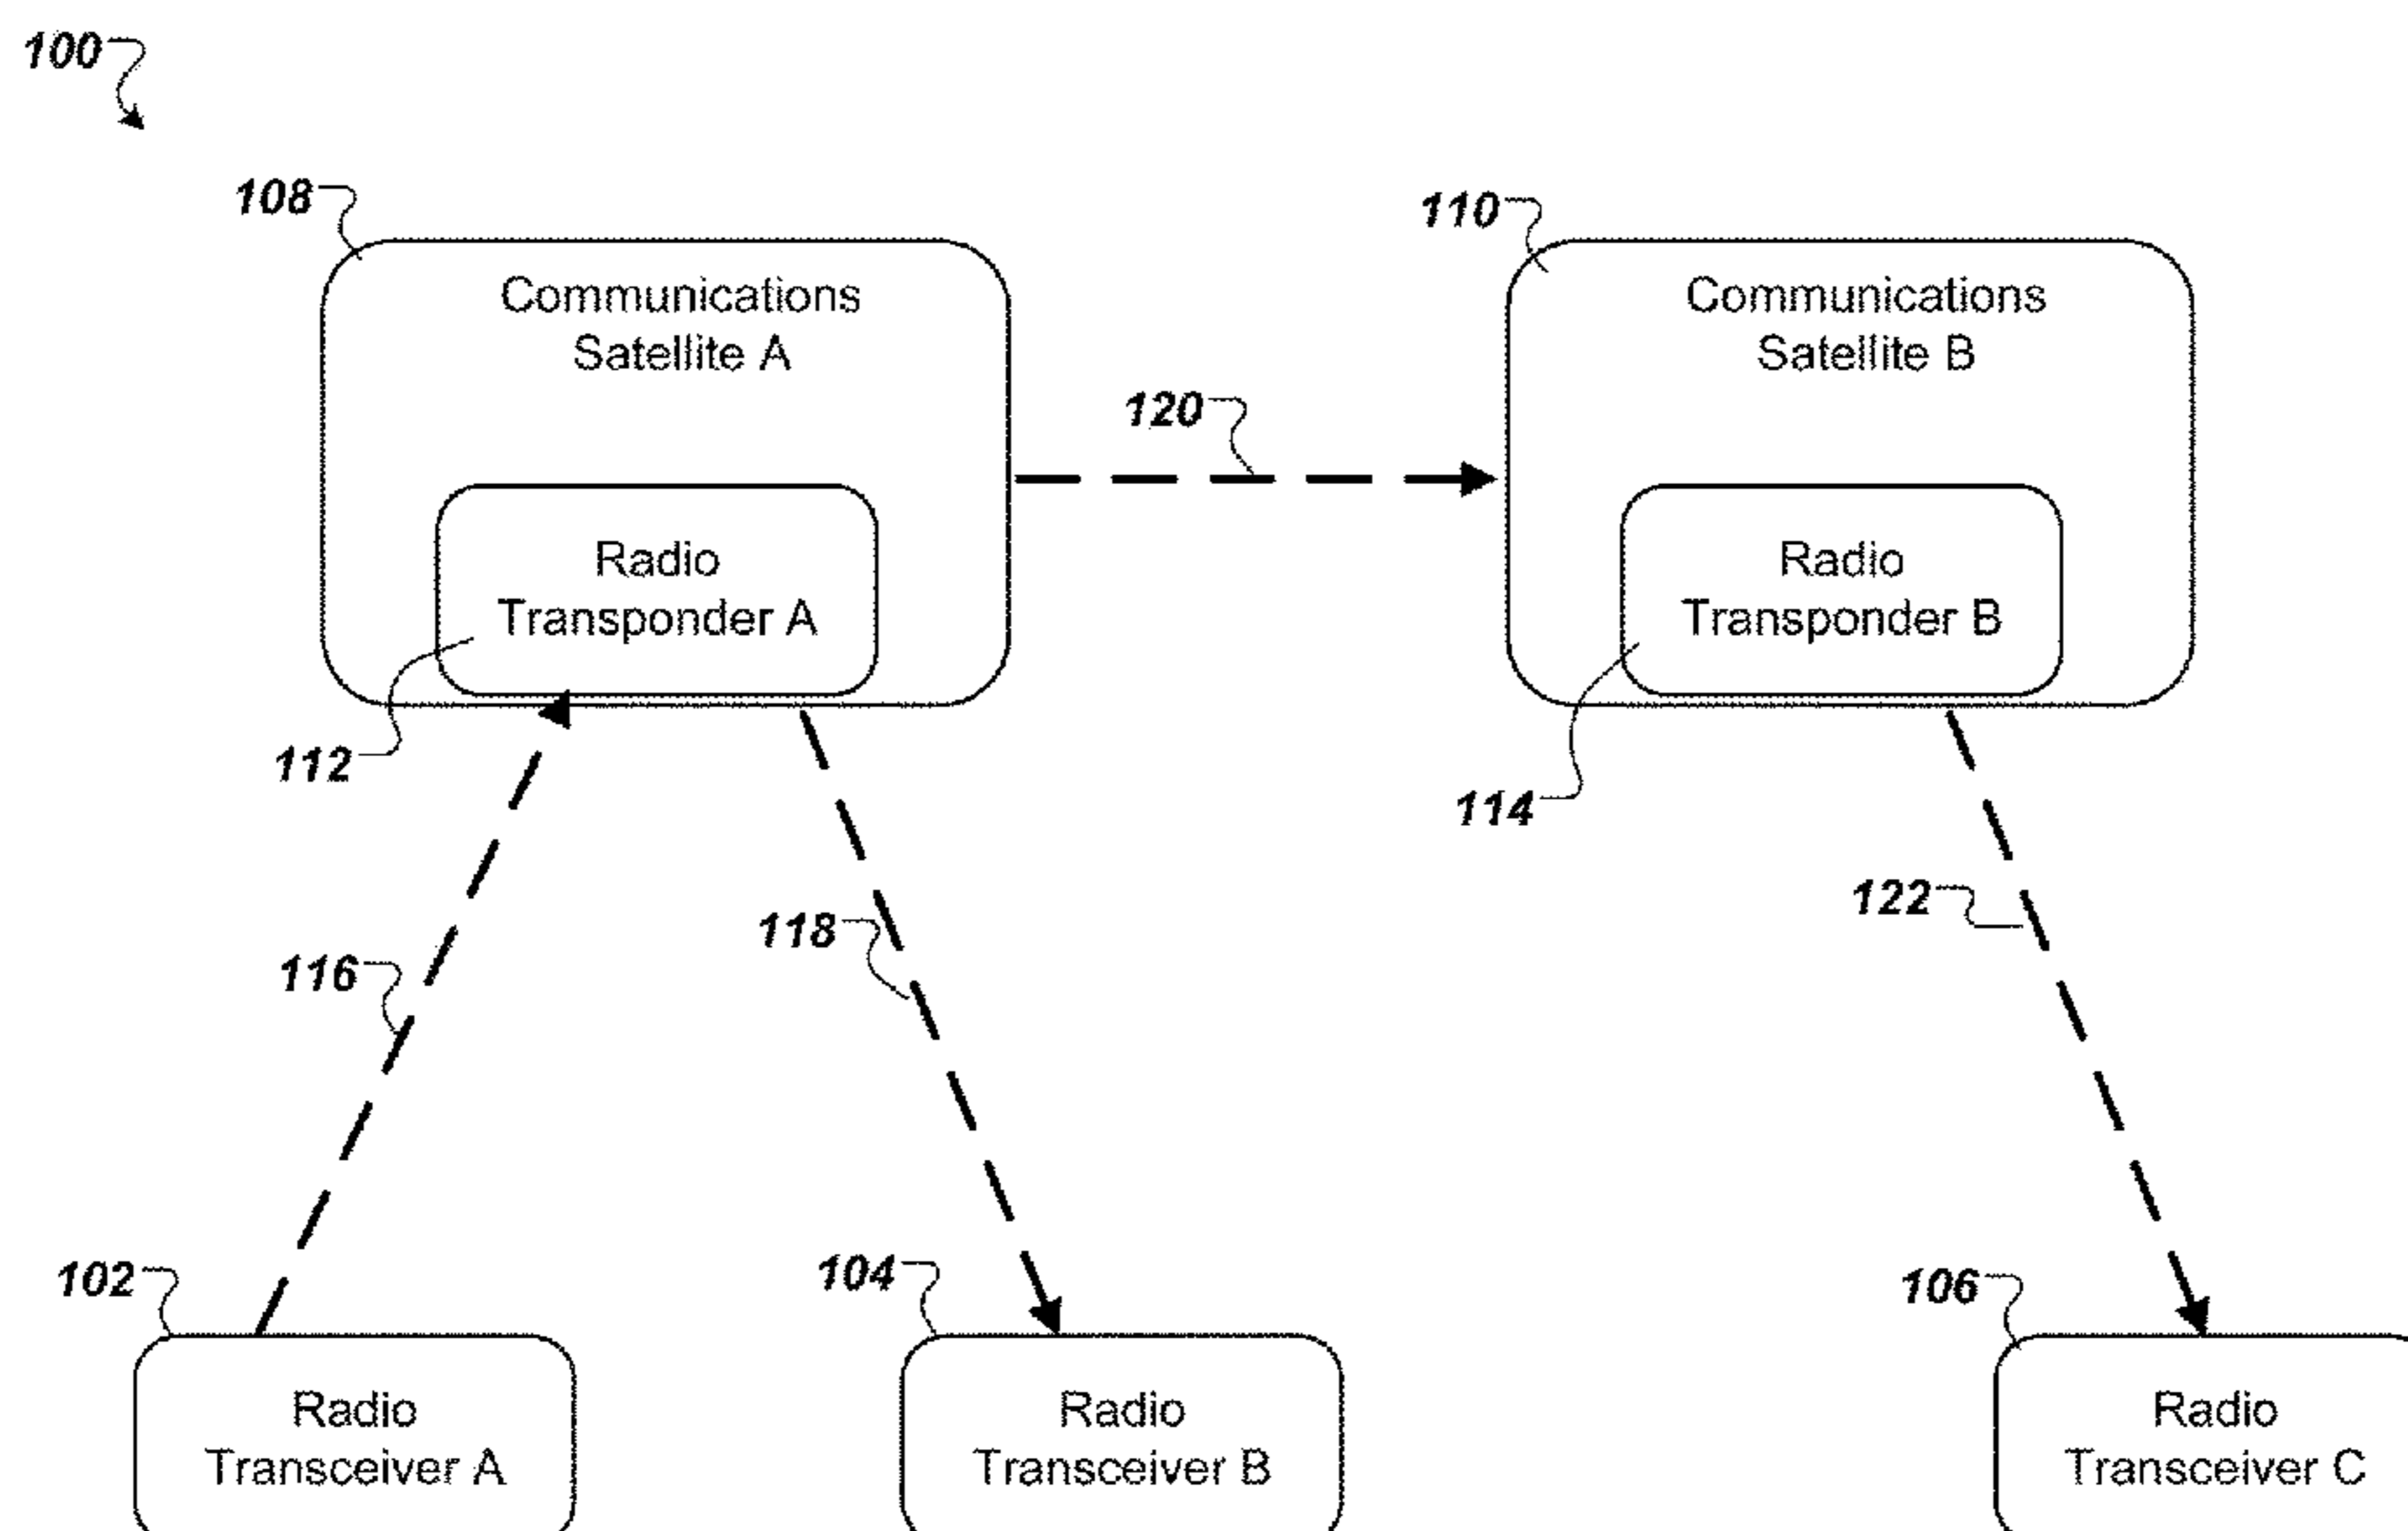 100
108
110
Communications
Satellite A
Communications
Satellite B
120
Radio
Transponder A
Radio
Transponder B
112
114
122
118
116
102
104
106
Radio
Transceiver A
Radio
Transceiver B
Radio
Transceiver C